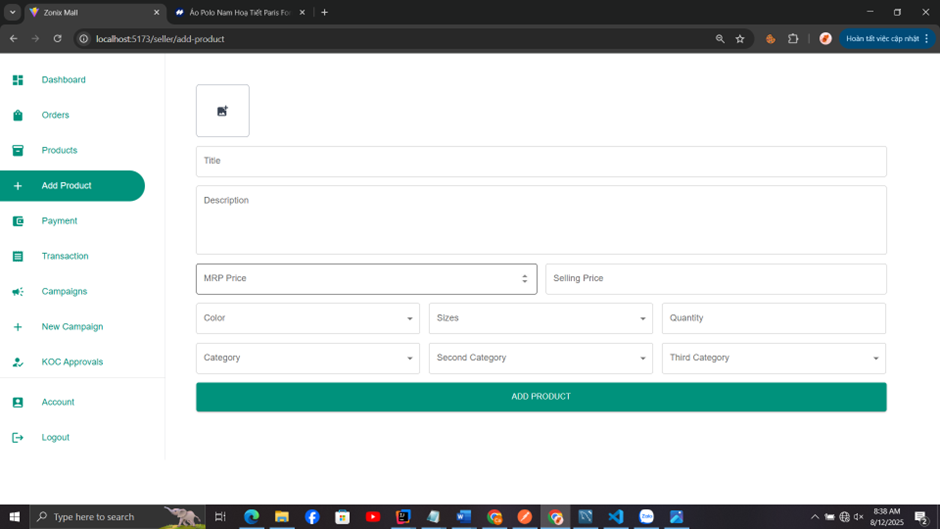 Zonix Mall
Áo Polo Nam Hoạ Tiết Paris For
localhost:5173/seller/add-product
Hoàn tất việc cập nhật
Dashboard
Orders
Products
Add Product
Payment
Transaction
Campaigns
New Campaign
KOC Approvals
Account
Logout
Title
Description
MRP Price
Selling Price
Color
Sizes
Quantity
Category
Second Category
Third Category
ADD PRODUCT
Type here to search
Zalo
8:38 AM
8/12/2025
2